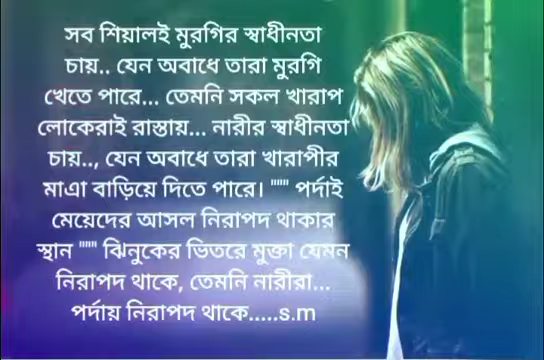 সব শিয়ালই মুরগির স্বাধীনতা
চায়.. যেন অবাধে তারা মুরগি
খেতে পারে... তেমনি সকল খারাপ
লোকেরাই রাস্তায়... নারীর স্বাধীনতা
চায়.., যেন অবাধে তারা খারাপীর
মাএা বাড়িয়ে দিতে পারে। """ পর্দাই
মেয়েদের আসল নিরাপদ থাকার
স্থান """ ঝিনুকের ভিতরে মুক্তা যেমন
নিরাপদ থাকে, তেমনি নারীরা...
পর্দায় নিরাপদ থাকে.....s.m